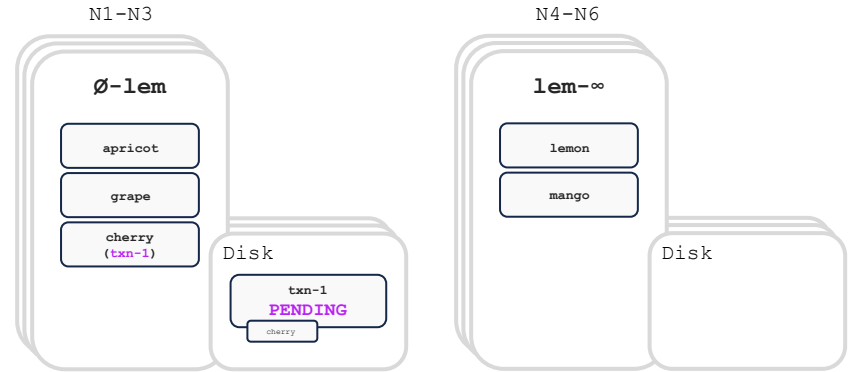 N1-N3
Ø-lem
apricot
grape
cherry
(txn-1)
Disk
txn-1
PENDING
cherry
N4-N6
lem-∞
lemon
mango
Disk